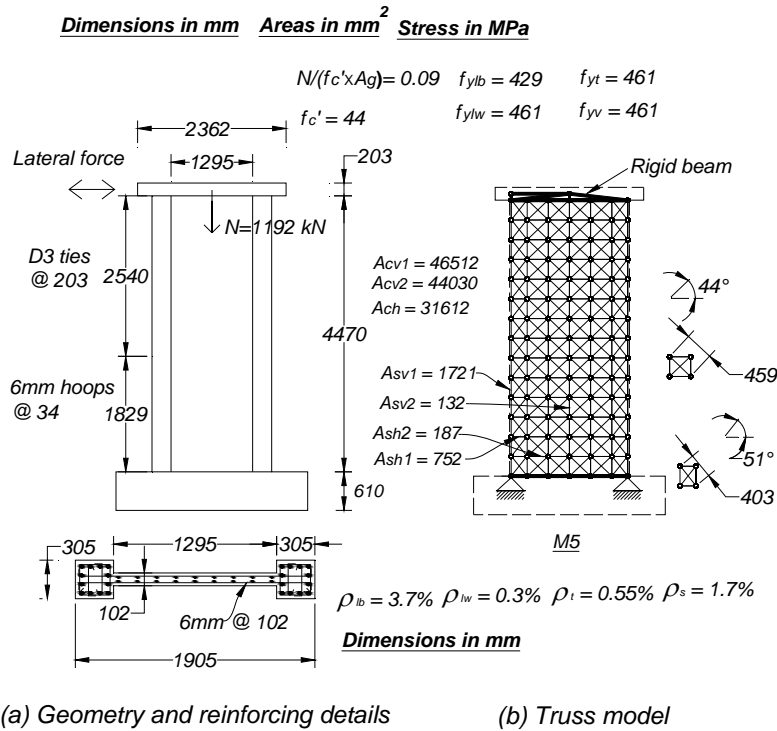 Dimensions in mm Areas in mm² Stress in MPa
N/(fc'xAg)= 0.09 fylb = 429 fyt = 461
fc' = 44 fylw = 461 fyv = 461
2362
1295
203
Lateral force
N=1192 kN
D3 ties
@ 203
2540
4470
6mm hoops
@ 34
1829
610
Rigid beam
Acv1 = 46512
Acv2 = 44030
Ach = 31612
44°
459
Asv1 = 1721
Asv2 = 132
Ash2 = 187
Ash1 = 752
51°
403
M5
305
1295
305
102
6mm @ 102
1905
ρlb = 3.7% ρlw = 0.3% ρt = 0.55% ρs = 1.7%
Dimensions in mm
(a) Geometry and reinforcing details
(b) Truss model